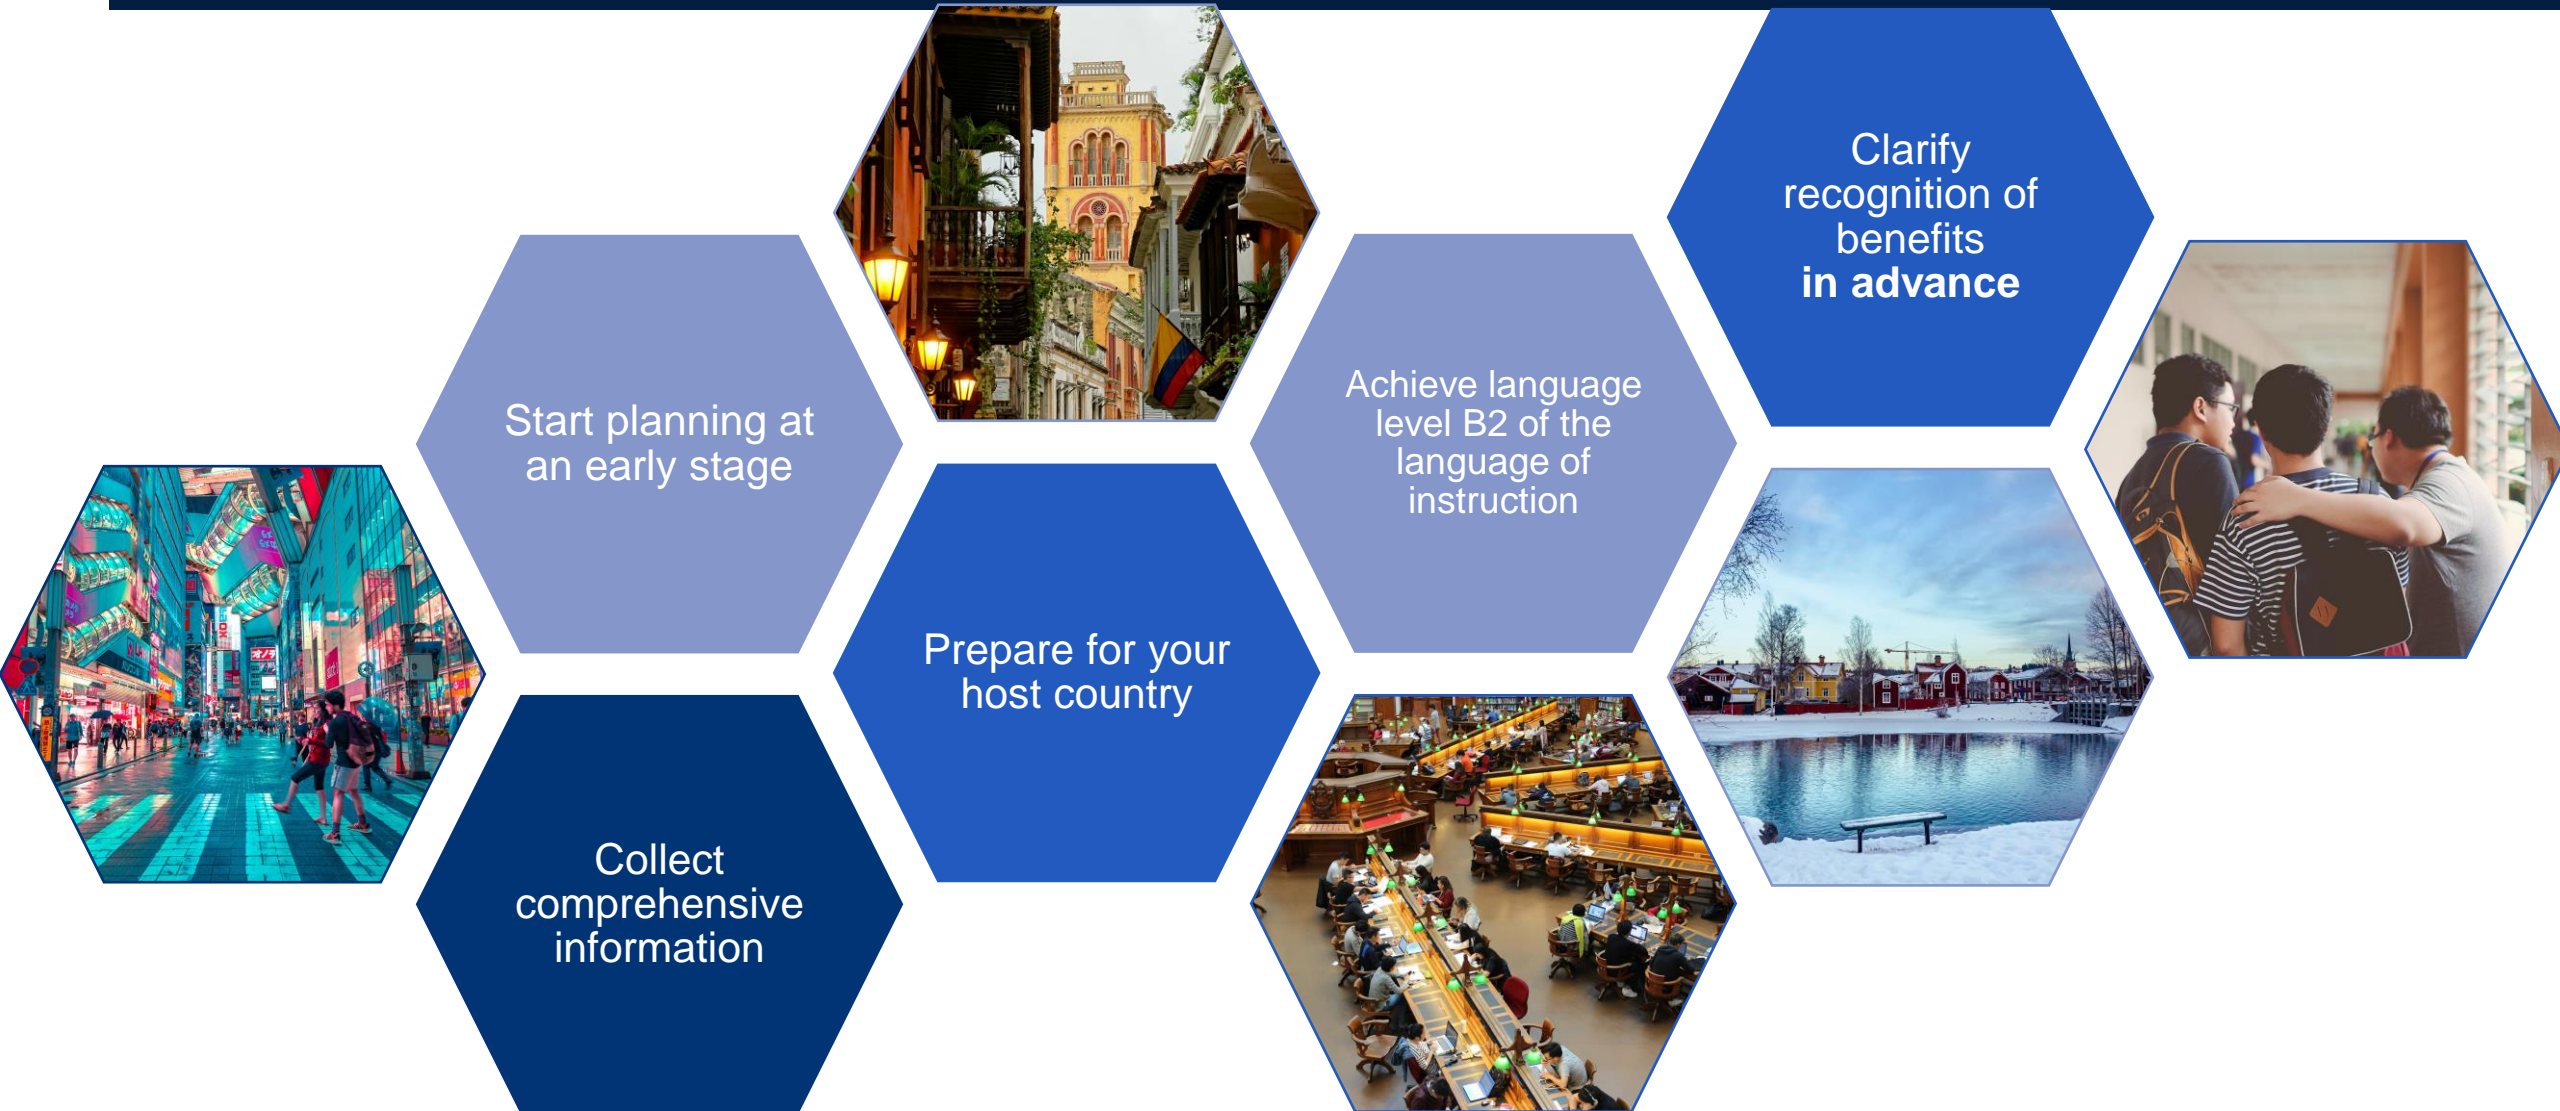 Start planning at
an early stage
Collect
comprehensive
information
Prepare for your
host country
Achieve language
level B2 of the
language of
instruction
Clarify
recognition of
benefits
in advance